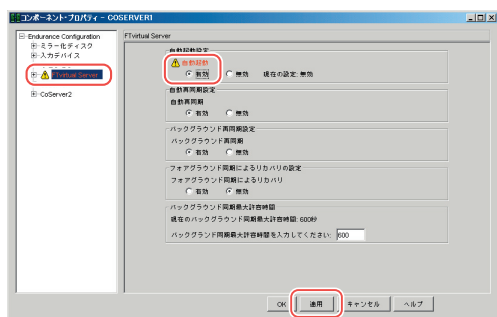 コンポーネント・プロパティ - COSERVER1
Endurance Configuration
ミラー化ディスク
入力デバイス
FTvirtual Server
CoServer2
FTvirtual Server
自動起動設定
自動起動
有効 無効 現在の設定: 無効
自動再同期設定
自動再同期
有効 無効
バックグラウンド再同期設定
バックグラウンド再同期
有効 無効
フォアグラウンド同期によるリカバリの設定
フォアグラウンド同期によるリカバリ
有効 無効
バックグラウンド同期最大許容時間
現在のバックグラウンド同期最大許容時間: 600秒
バックグランド同期最大許容時間を入力してください: 600
OK 適用 キャンセル ヘルプ